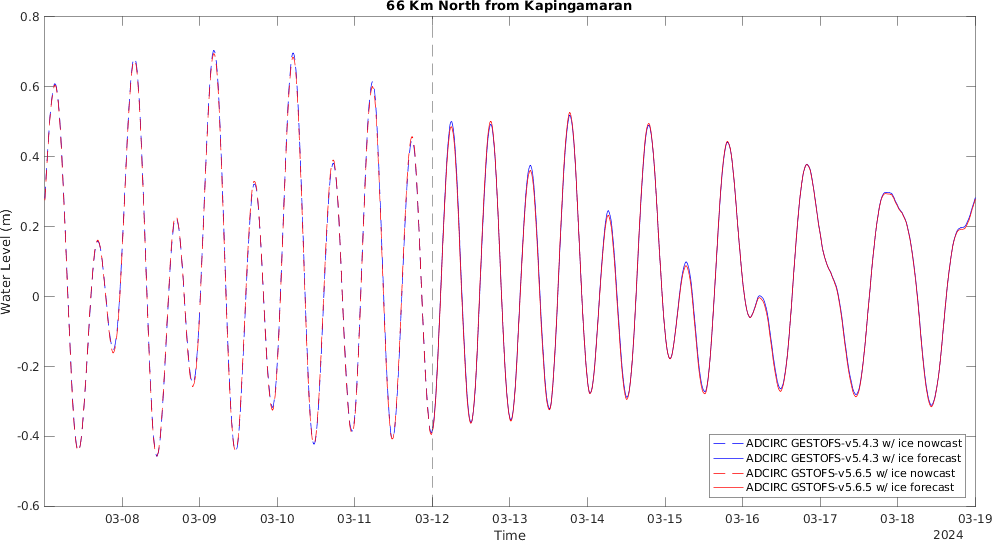 66 Km North from Kapingamaran
0.8
0.6
0.4
0.2
0
-0.2
-0.4
-0.6
Water Level (m)
ADCIRC GESTOFS-v5.4.3 w/ ice nowcast
ADCIRC GESTOFS-v5.4.3 w/ ice forecast
ADCIRC GSTOFS-v5.6.5 w/ ice nowcast
ADCIRC GSTOFS-v5.6.5 w/ ice forecast
03-08 03-09 03-10 03-11 03-12 03-13 03-14 03-15 03-16 03-17 03-18 03-19
Time
2024